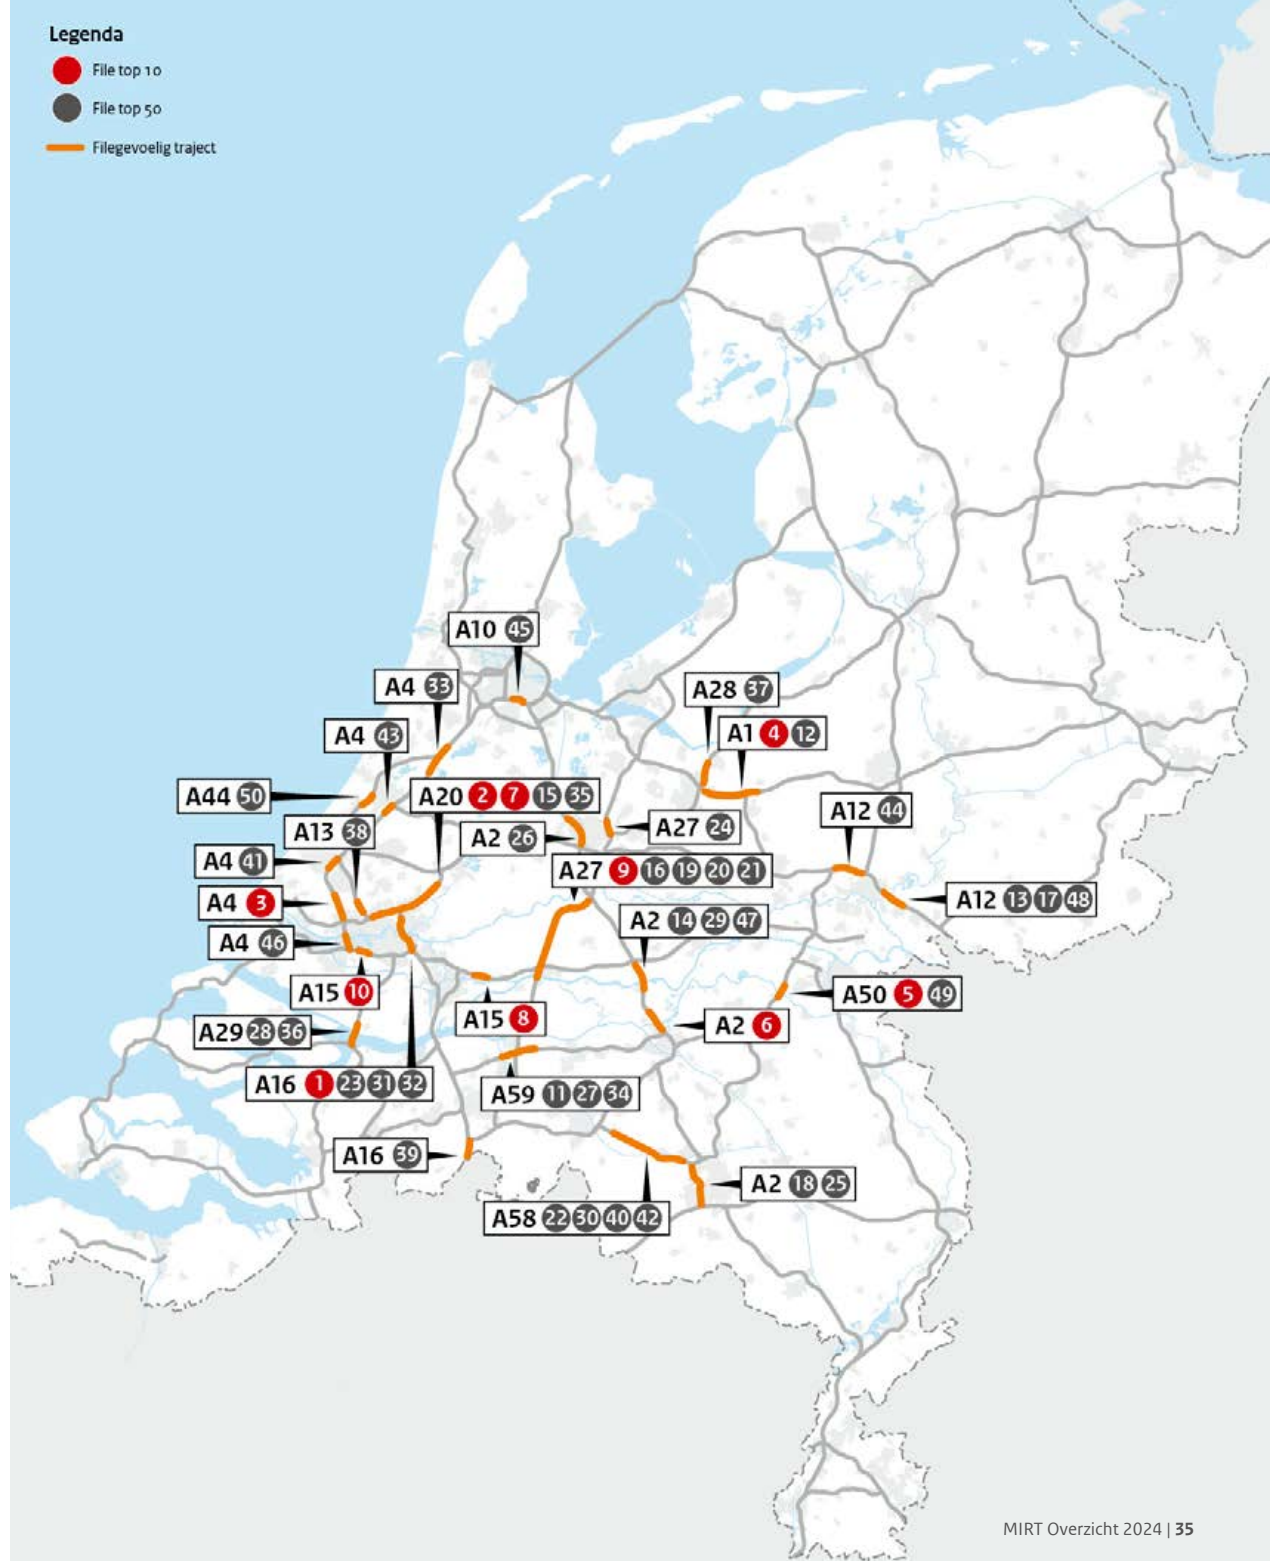 Legenda
File top 10
File top 50
Filegevoelig traject
A10 45
A4 33
A28 37
A4 43
A1 4 12
A44 50
A20 2 7 15 35
A12 44
A13 38
A2 26
A27 24
A4 41
A27 9 16 19 20 21
A4 3
A12 13 17 48
A2 14 29 47
A4 46
A15 10
A50 5 49
A15 8
A2 6
A29 28 36
A16 1 23 31 32
A59 11 27 34
A16 39
A2 18 25
A58 22 30 40 42
MIRT Overzicht 2024 | 35